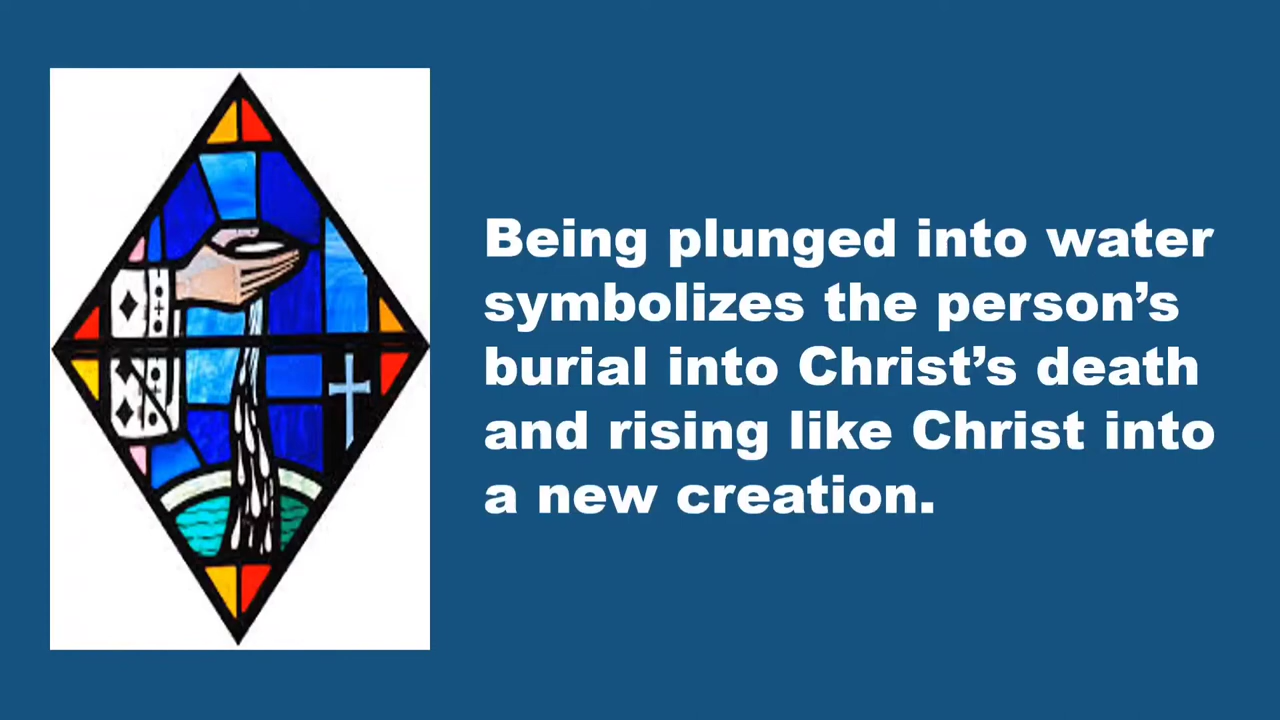 Being plunged into water
symbolizes the person’s
burial into Christ’s death
and rising like Christ into
a new creation.